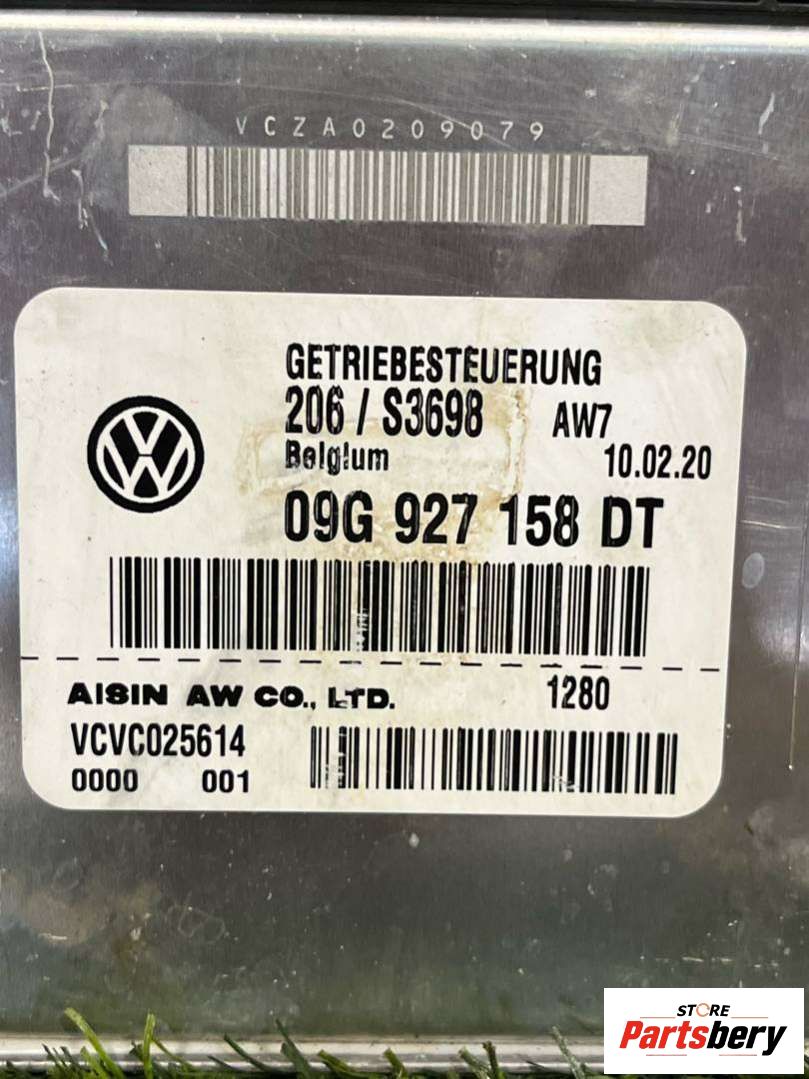 VCZA0209079
GETRIEBESTEUERUNG
206 / S3698 AW7
Belgium 10.02.20
09G 927 158 DT
AISIN AW CO., LTD. 1280
VCVC025614
0000 001
STORE
Partsbery